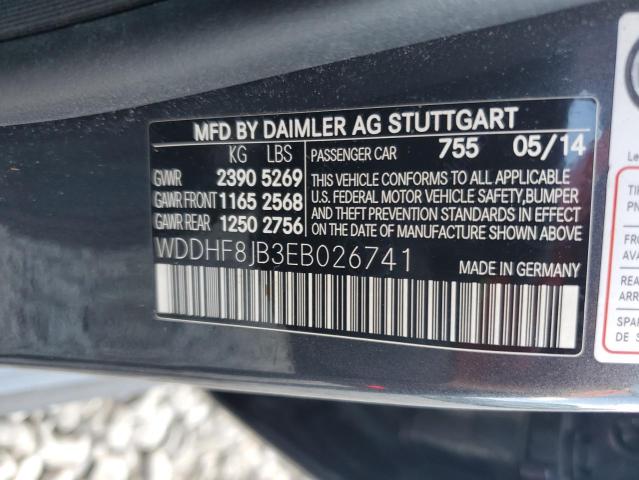 MFD BY DAIMLER AG STUTTGART
KG LBS
GVWR 2390 5269
GAWR FRONT 1165 2568
GAWR REAR 1250 2756
PASSENGER CAR 755 05/14
THIS VEHICLE CONFORMS TO ALL APPLICABLE
U.S. FEDERAL MOTOR VEHICLE SAFETY,BUMPER
AND THEFT PREVENTION STANDARDS IN EFFECT
ON THE DATE OF MANUFACTURE SHOWN ABOVE.
WDDHF8JB3EB026741
MADE IN GERMANY